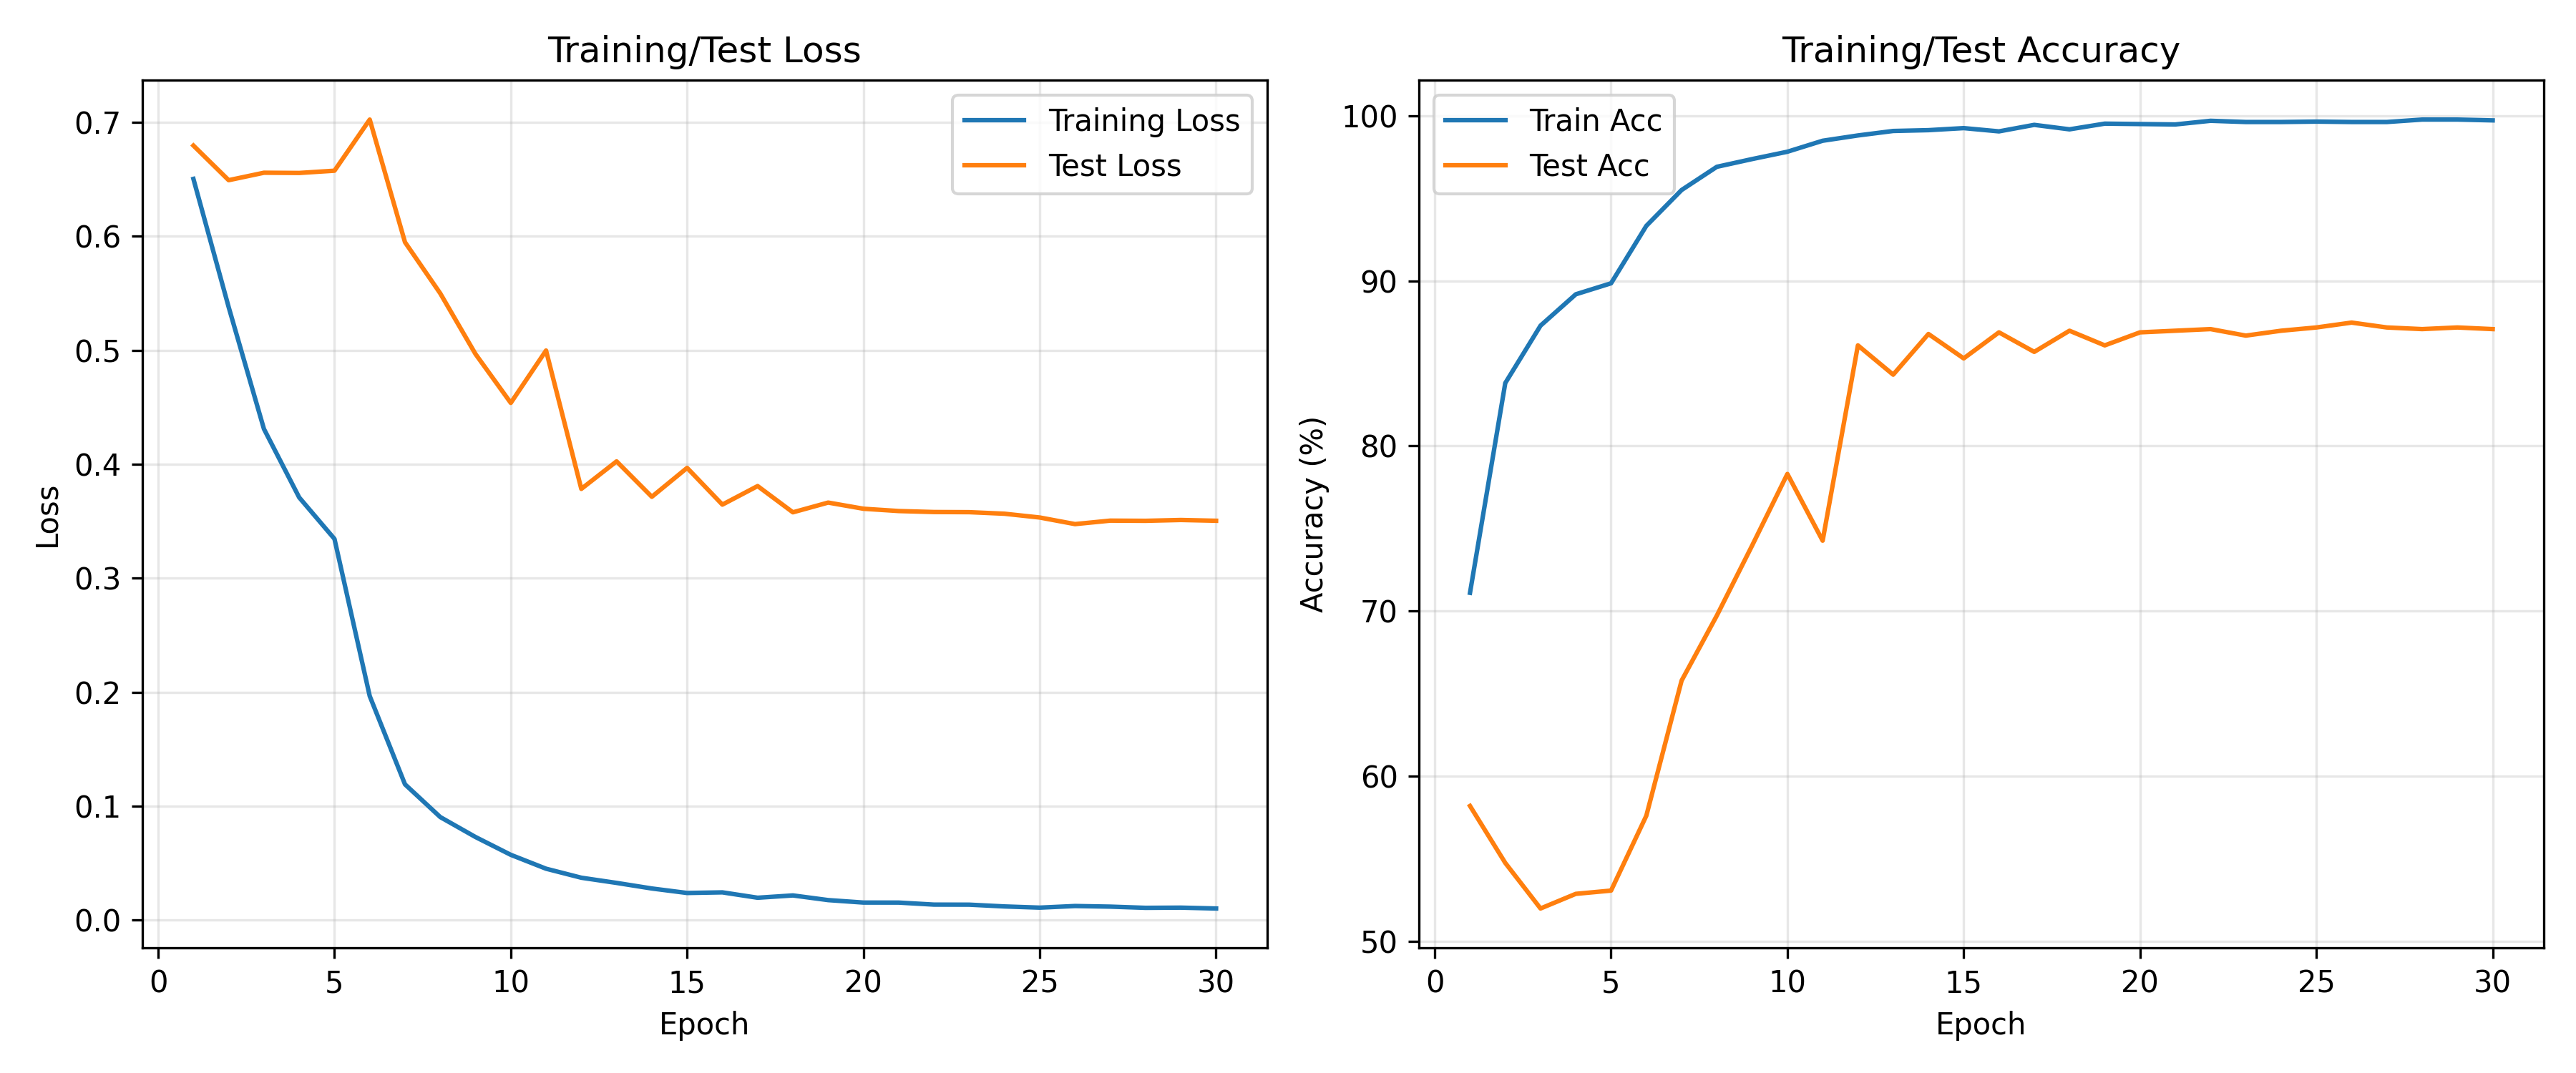 Training/Test Loss
Loss
0.7
0.6
0.5
0.4
0.3
0.2
0.1
0.0
0 5 10 15 20 25 30
Epoch
Training Loss
Test Loss
Training/Test Accuracy
Accuracy (%)
100
90
80
70
60
50
0 5 10 15 20 25 30
Epoch
Train Acc
Test Acc